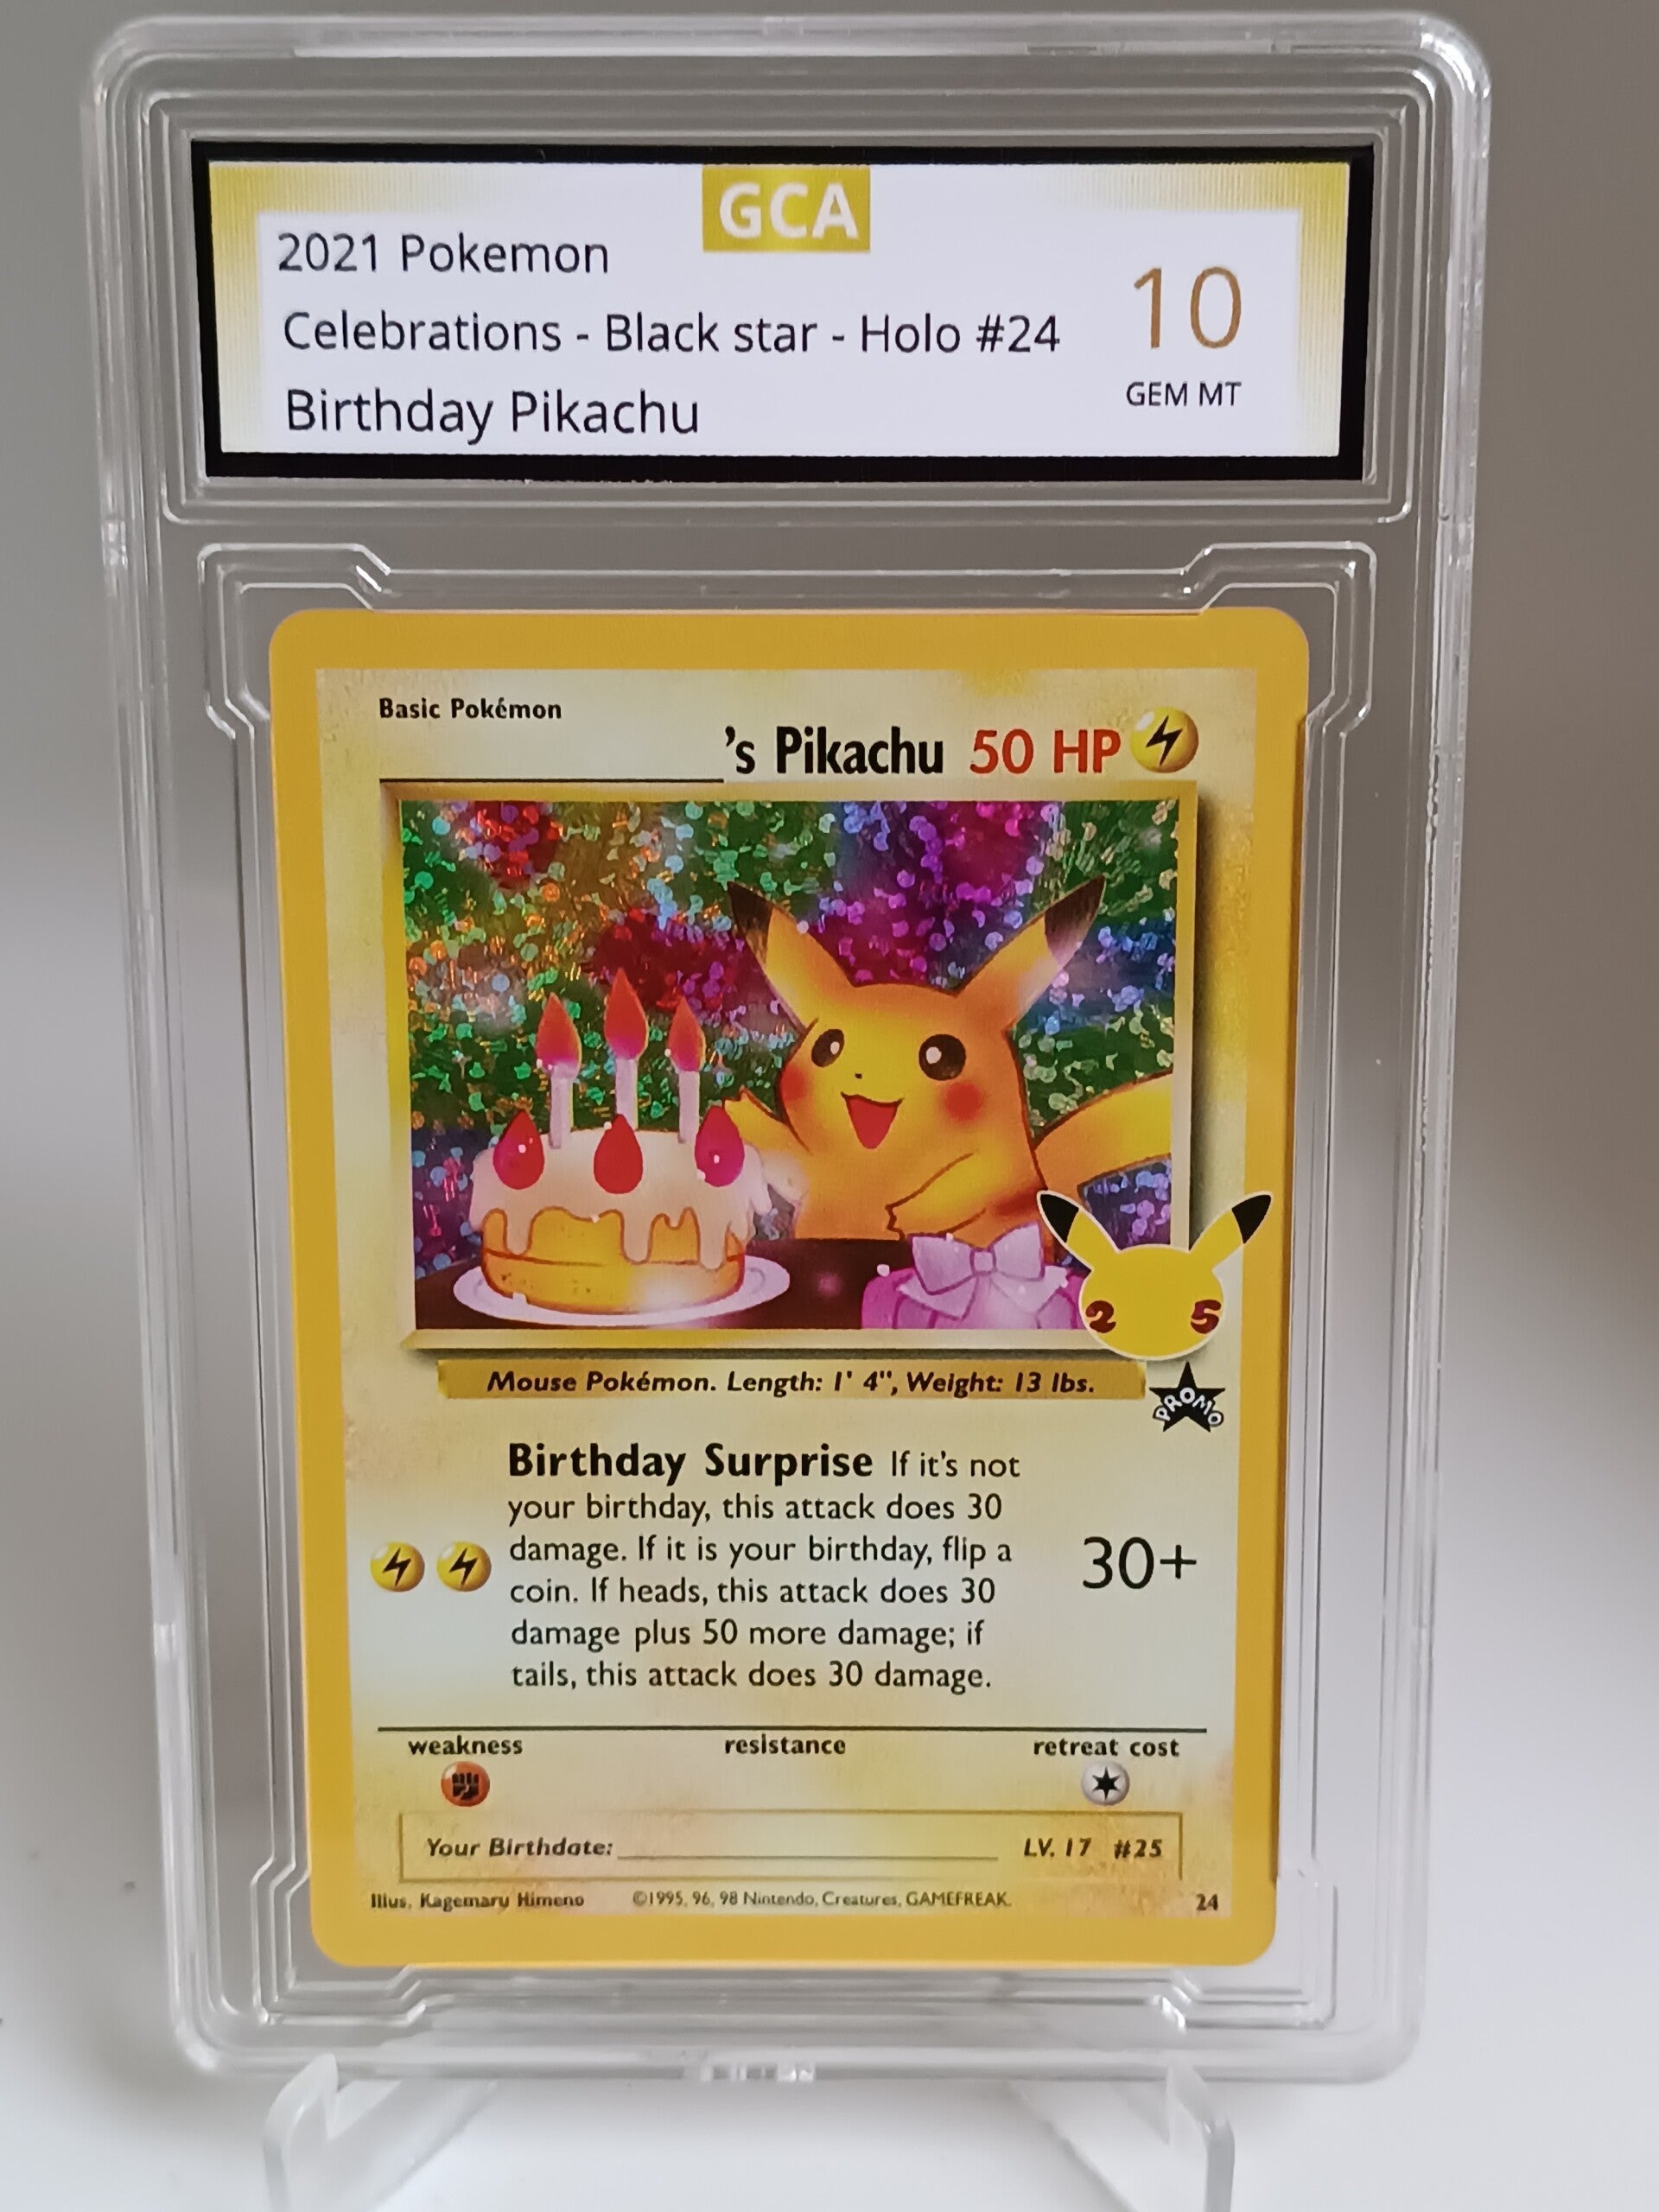 GCA
2021 Pokemon
Celebrations - Black star - Holo #24
Birthday Pikachu
10
GEM MT
Basic Pokémon
____'s Pikachu 50 HP
25
Mouse Pokémon. Length: 1' 4", Weight: 13 lbs.
PROMO
Birthday Surprise If it's not
your birthday, this attack does 30
damage. If it is your birthday, flip a
coin. If heads, this attack does 30
damage plus 50 more damage; if
tails, this attack does 30 damage.
30+
weakness resistance retreat cost
Your Birthdate:____ LV. 17 #25
Illus. Kagemaru Himeno ©1995, 96, 98 Nintendo, Creatures, GAMEFREAK. 24